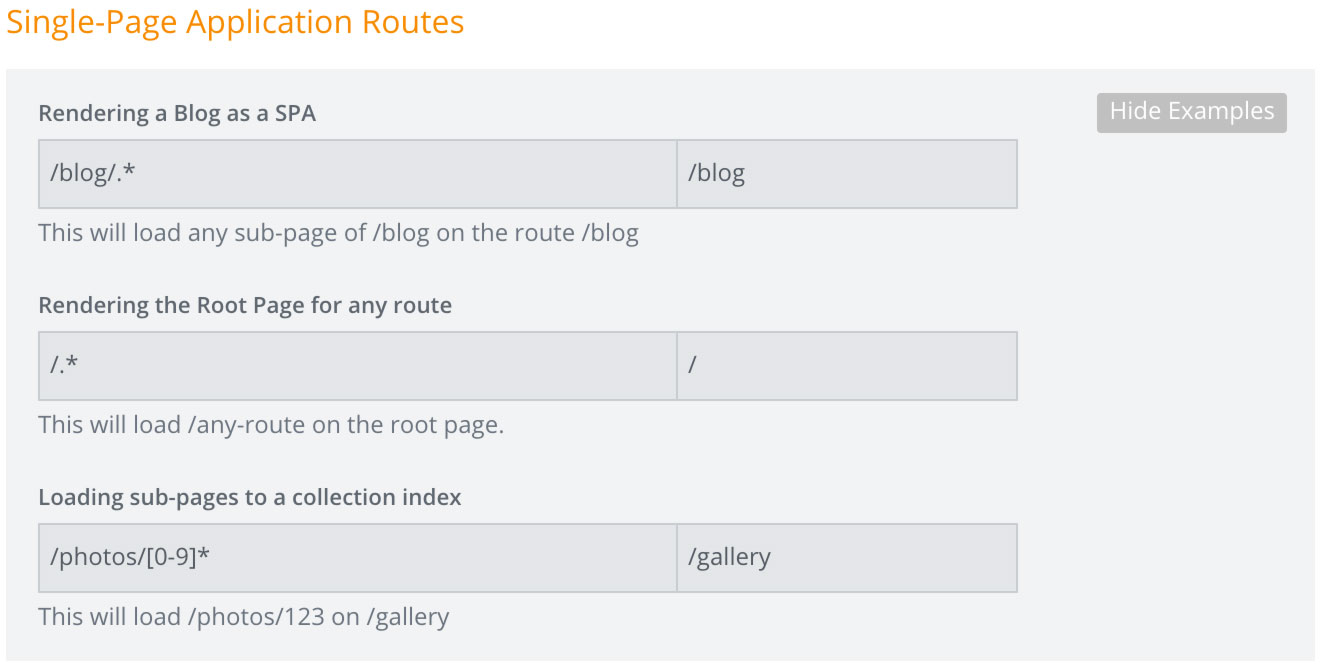 Single-Page Application Routes
Rendering a Blog as a SPA
Hide Examples
/blog/.*
/blog
This will load any sub-page of /blog on the route /blog
Rendering the Root Page for any route
/.*
/
This will load /any-route on the root page.
Loading sub-pages to a collection index
/photos/[0-9]*
/gallery
This will load /photos/123 on /gallery